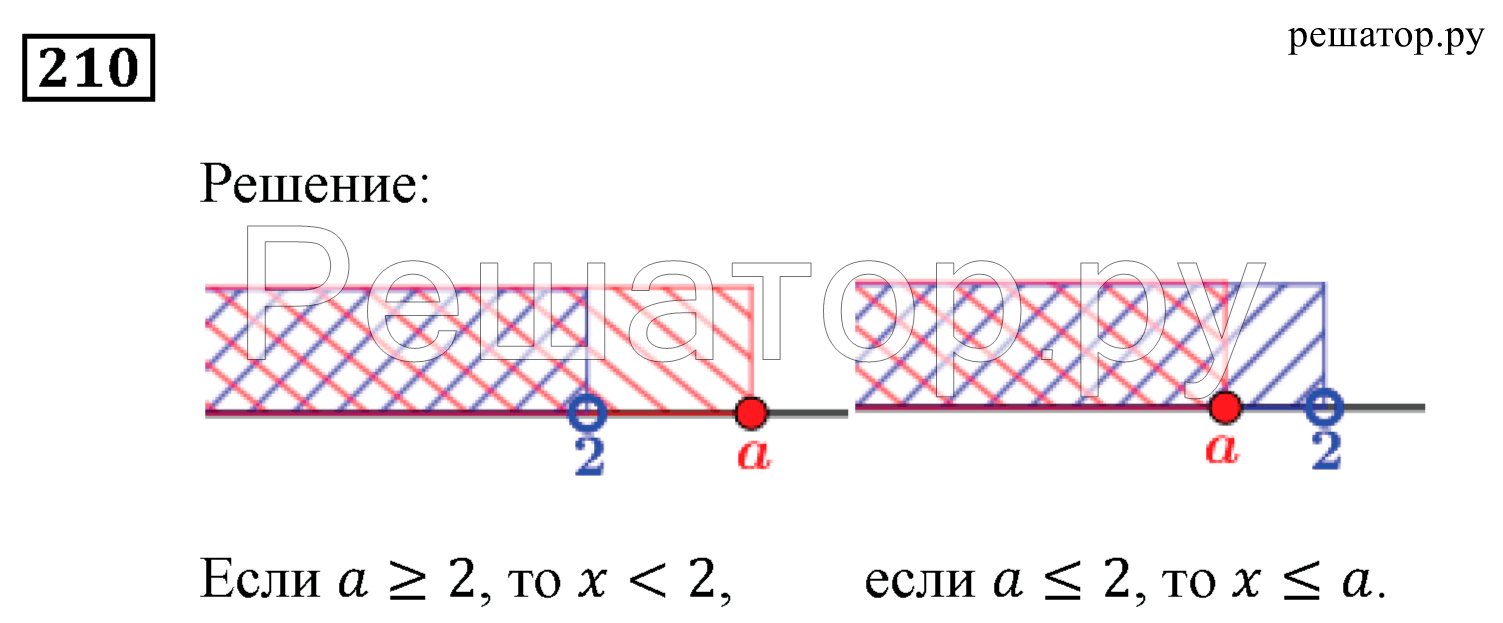 решатор.ру
210
Решение:
Решатор.ру
2 a a 2
Если a ≥ 2, то x < 2, если a ≤ 2, то x ≤ a.